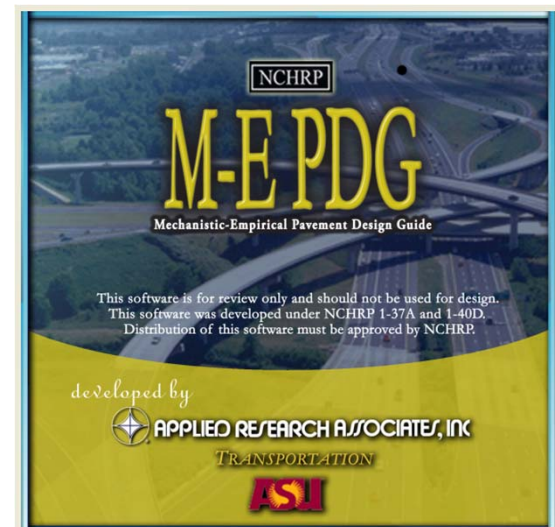 NCHRP
M-E PDG
Mechanistic-Empirical Pavement Design Guide
This software is for review only and should not be used for design.
This software was developed under NCHRP 1-37A and 1-40D.
Distribution of this software must be approved by NCHRP.
developed by
APPLIED RESEARCH ASSOCIATES, INC
TRANSPORTATION
ASU